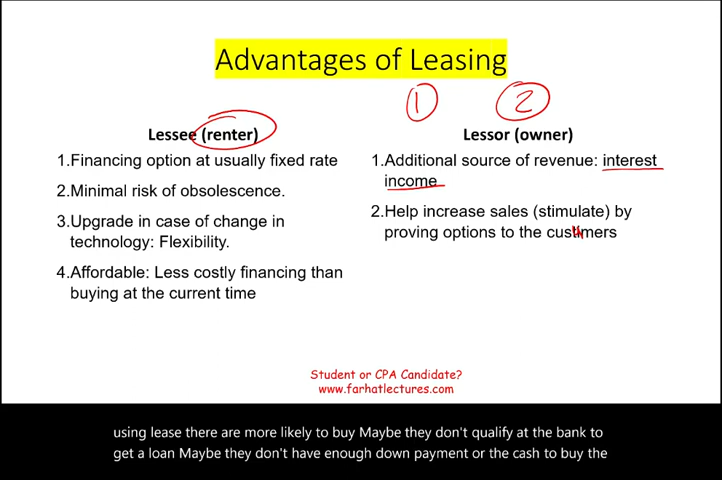 Advantages of Leasing
1
2
Lessee (renter)
1.Financing option at usually fixed rate
2.Minimal risk of obsolescence.
3.Upgrade in case of change in
technology: Flexibility.
4.Affordable: Less costly financing than
buying at the current time
Lessor (owner)
1.Additional source of revenue: interest
income
2.Help increase sales (stimulate) by
proving options to the customers
Student or CPA Candidate?
www.farhatlectures.com
using lease there are more likely to buy Maybe they don't qualify at the bank to
get a loan Maybe they don't have enough down payment or the cash to buy the